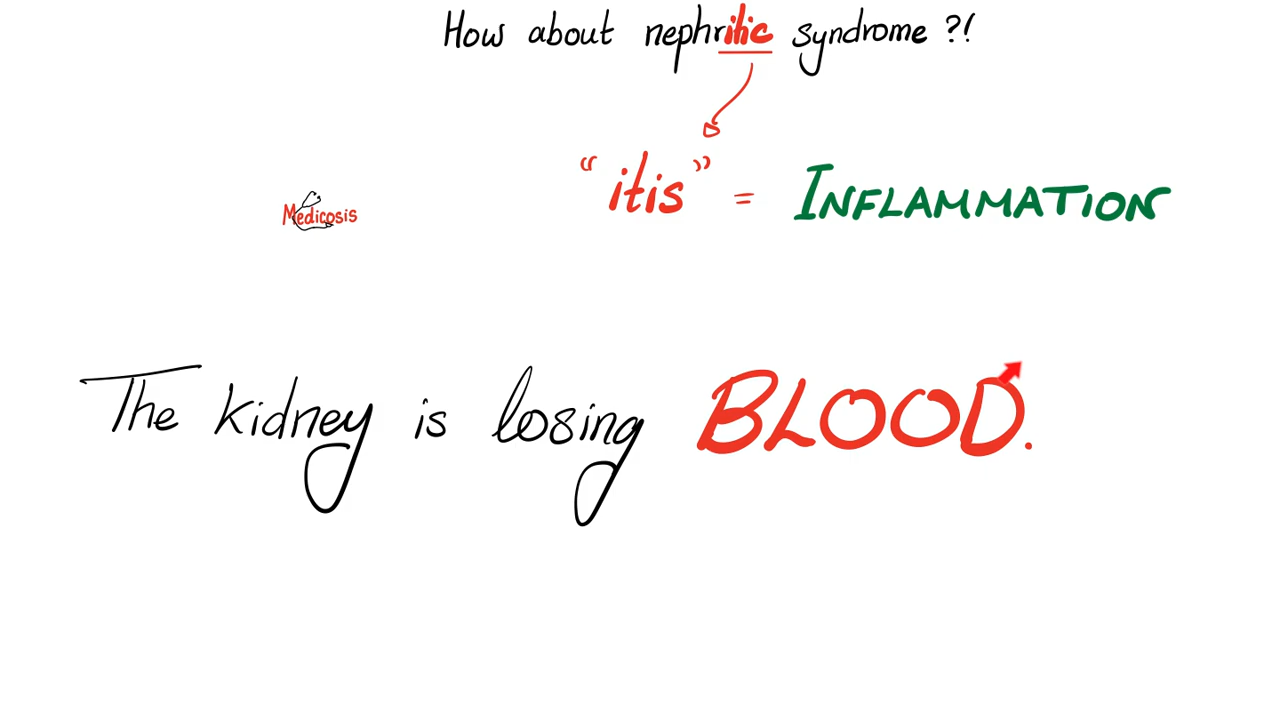 How about nephritic syndrome ?!
"itis" = INFLAMMATION
Medicosis
The kidney is losing BLOOD.